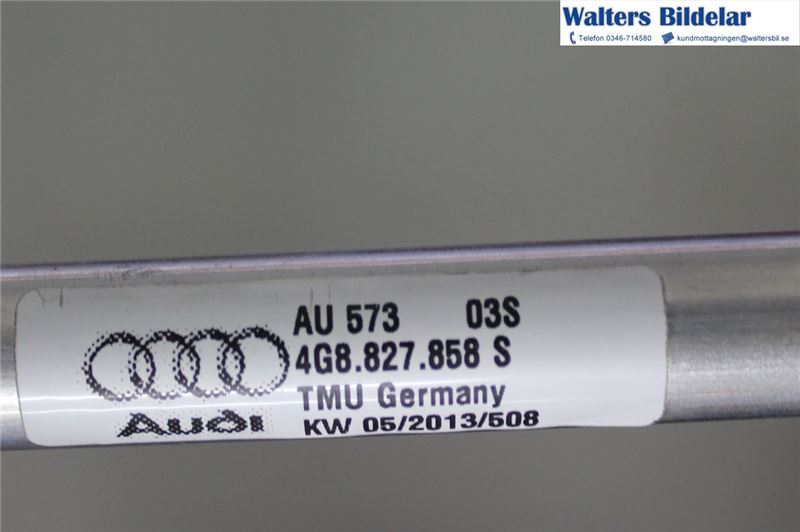 Walters Bildelar
Telefon 0346-714580 kundmottagningen@waltersbil.se
AU 573 03S
4G8.827.858 S
TMU Germany
Audi KW 05/2013/508